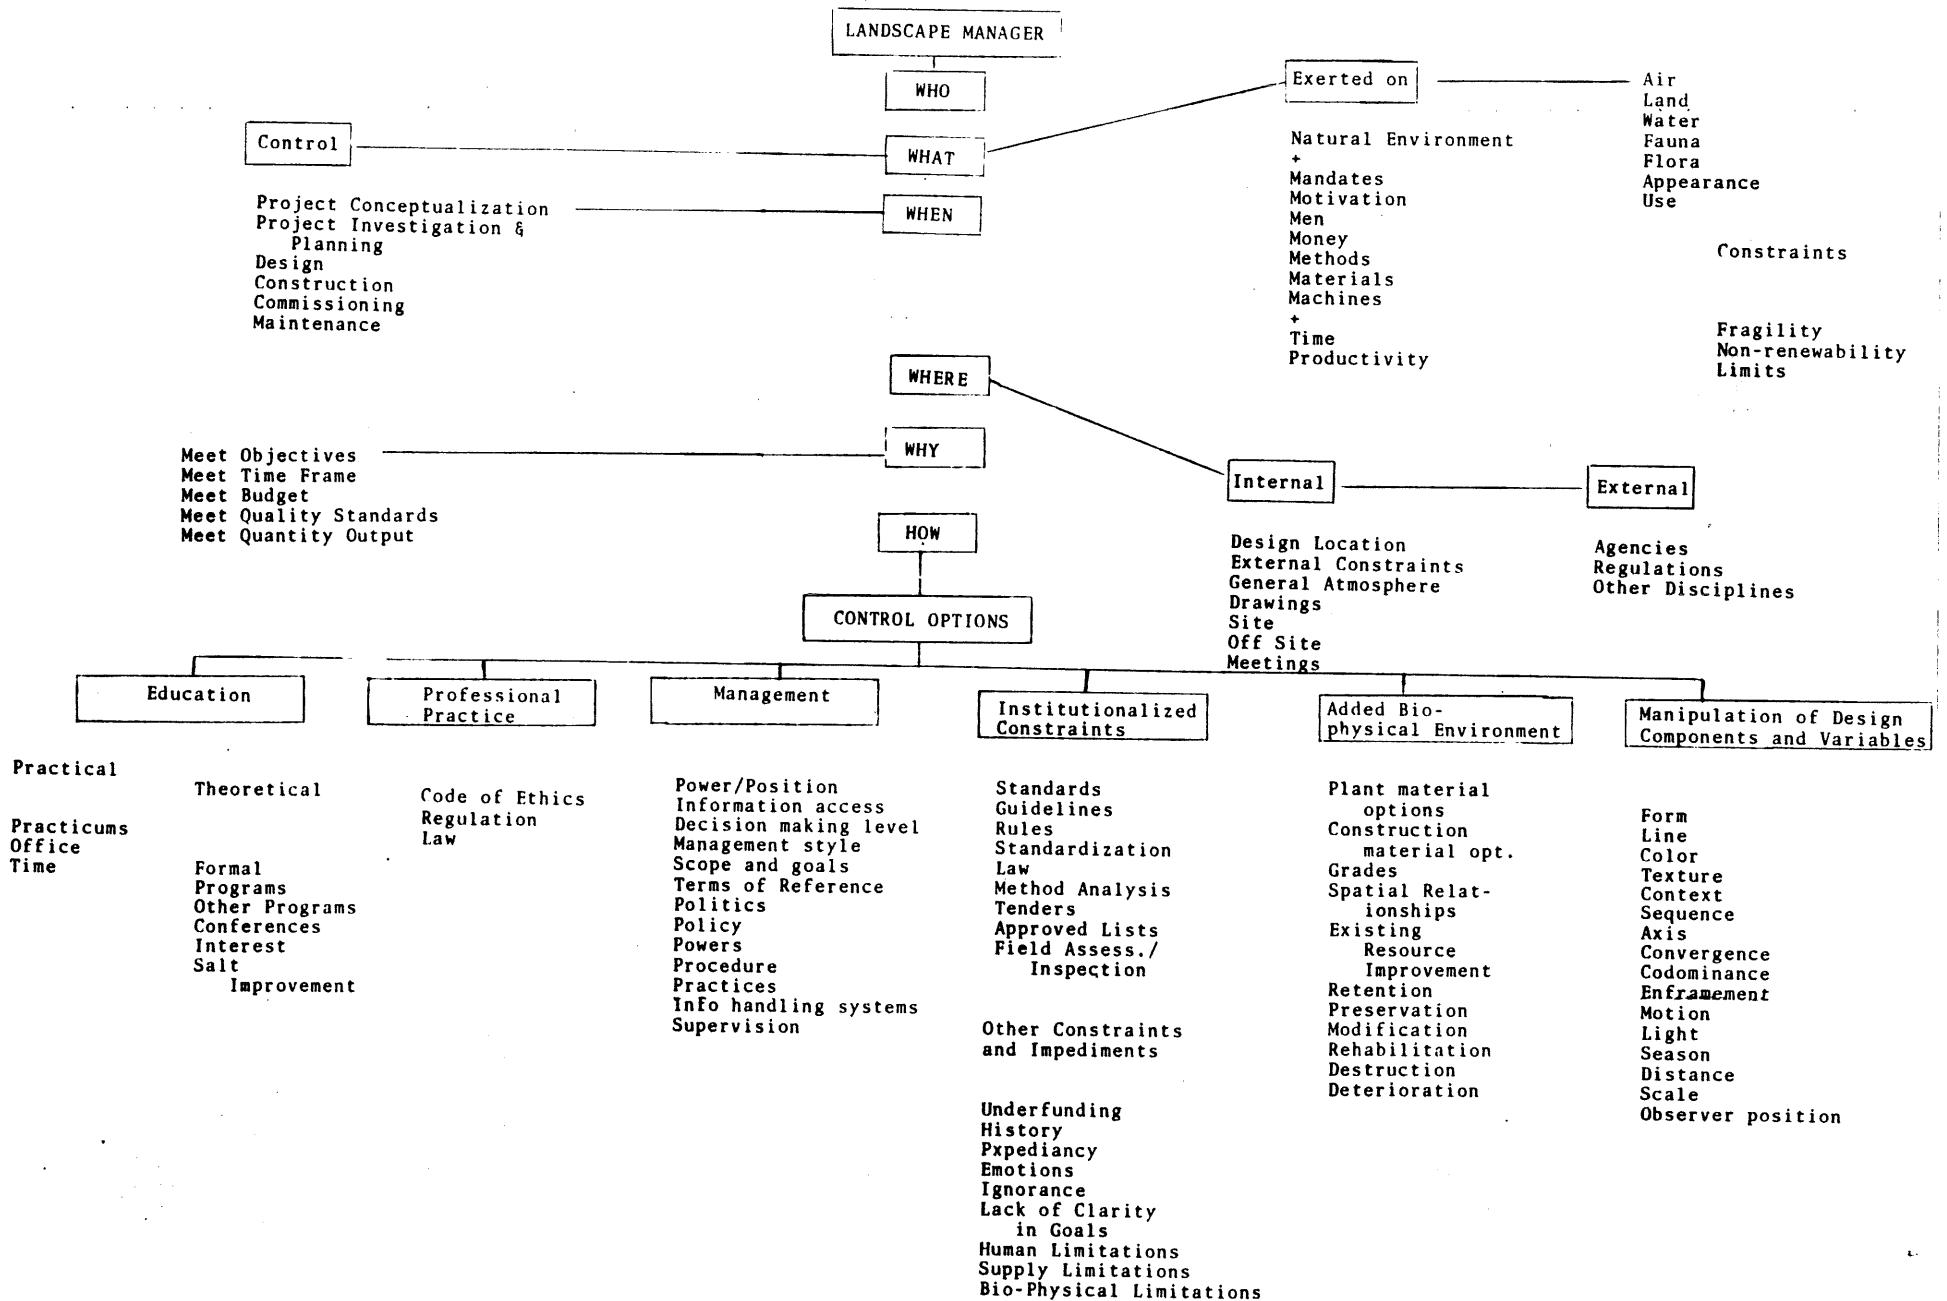 LANDSCAPE MANAGER
WHO
Exerted on
Air
Land
Water
Fauna
Flora
Appearance
Use
Control
WHAT
Natural Environment
+
Mandates
Motivation
Men
Money
Methods
Materials
Machines
+
Time
Productivity
Constraints
Fragility
Non-renewability
Limits
Project Conceptualization
Project Investigation &
Planning
Design
Construction
Commissioning
Maintenance
WHEN
WHERE
WHY
Meet Objectives
Meet Time Frame
Meet Budget
Meet Quality Standards
Meet Quantity Output
Internal
External
Design Location
External Constraints
General Atmosphere
Drawings
Site
Off Site
Meetings
Agencies
Regulations
Other Disciplines
HOW
CONTROL OPTIONS
Education
Practical
Practicums
Office
Time
Theoretical
Formal
Programs
Other Programs
Conferences
Interest
Salt
Improvement
Professional
Practice
Code of Ethics
Regulation
Law
Management
Power/Position
Information access
Decision making level
Management style
Scope and goals
Terms of Reference
Politics
Policy
Powers
Procedure
Practices
Info handling systems
Supervision
Institutionalized
Constraints
Standards
Guidelines
Rules
Standardization
Law
Method Analysis
Tenders
Approved Lists
Field Assess./
Inspection
Other Constraints
and Impediments
Underfunding
History
Pxpediancy
Emotions
Ignorance
Lack of Clarity
in Goals
Human Limitations
Supply Limitations
Bio-Physical Limitations
Added Bio-
physical Environment
Plant material
options
Construction
material opt.
Grades
Spatial Relat-
ionships
Existing
Resource
Improvement
Retention
Preservation
Modification
Rehabilitation
Destruction
Deterioration
Manipulation of Design
Components and Variables
Form
Line
Color
Texture
Context
Sequence
Axis
Convergence
Codominance
Enframement
Motion
Light
Season
Distance
Scale
Observer position